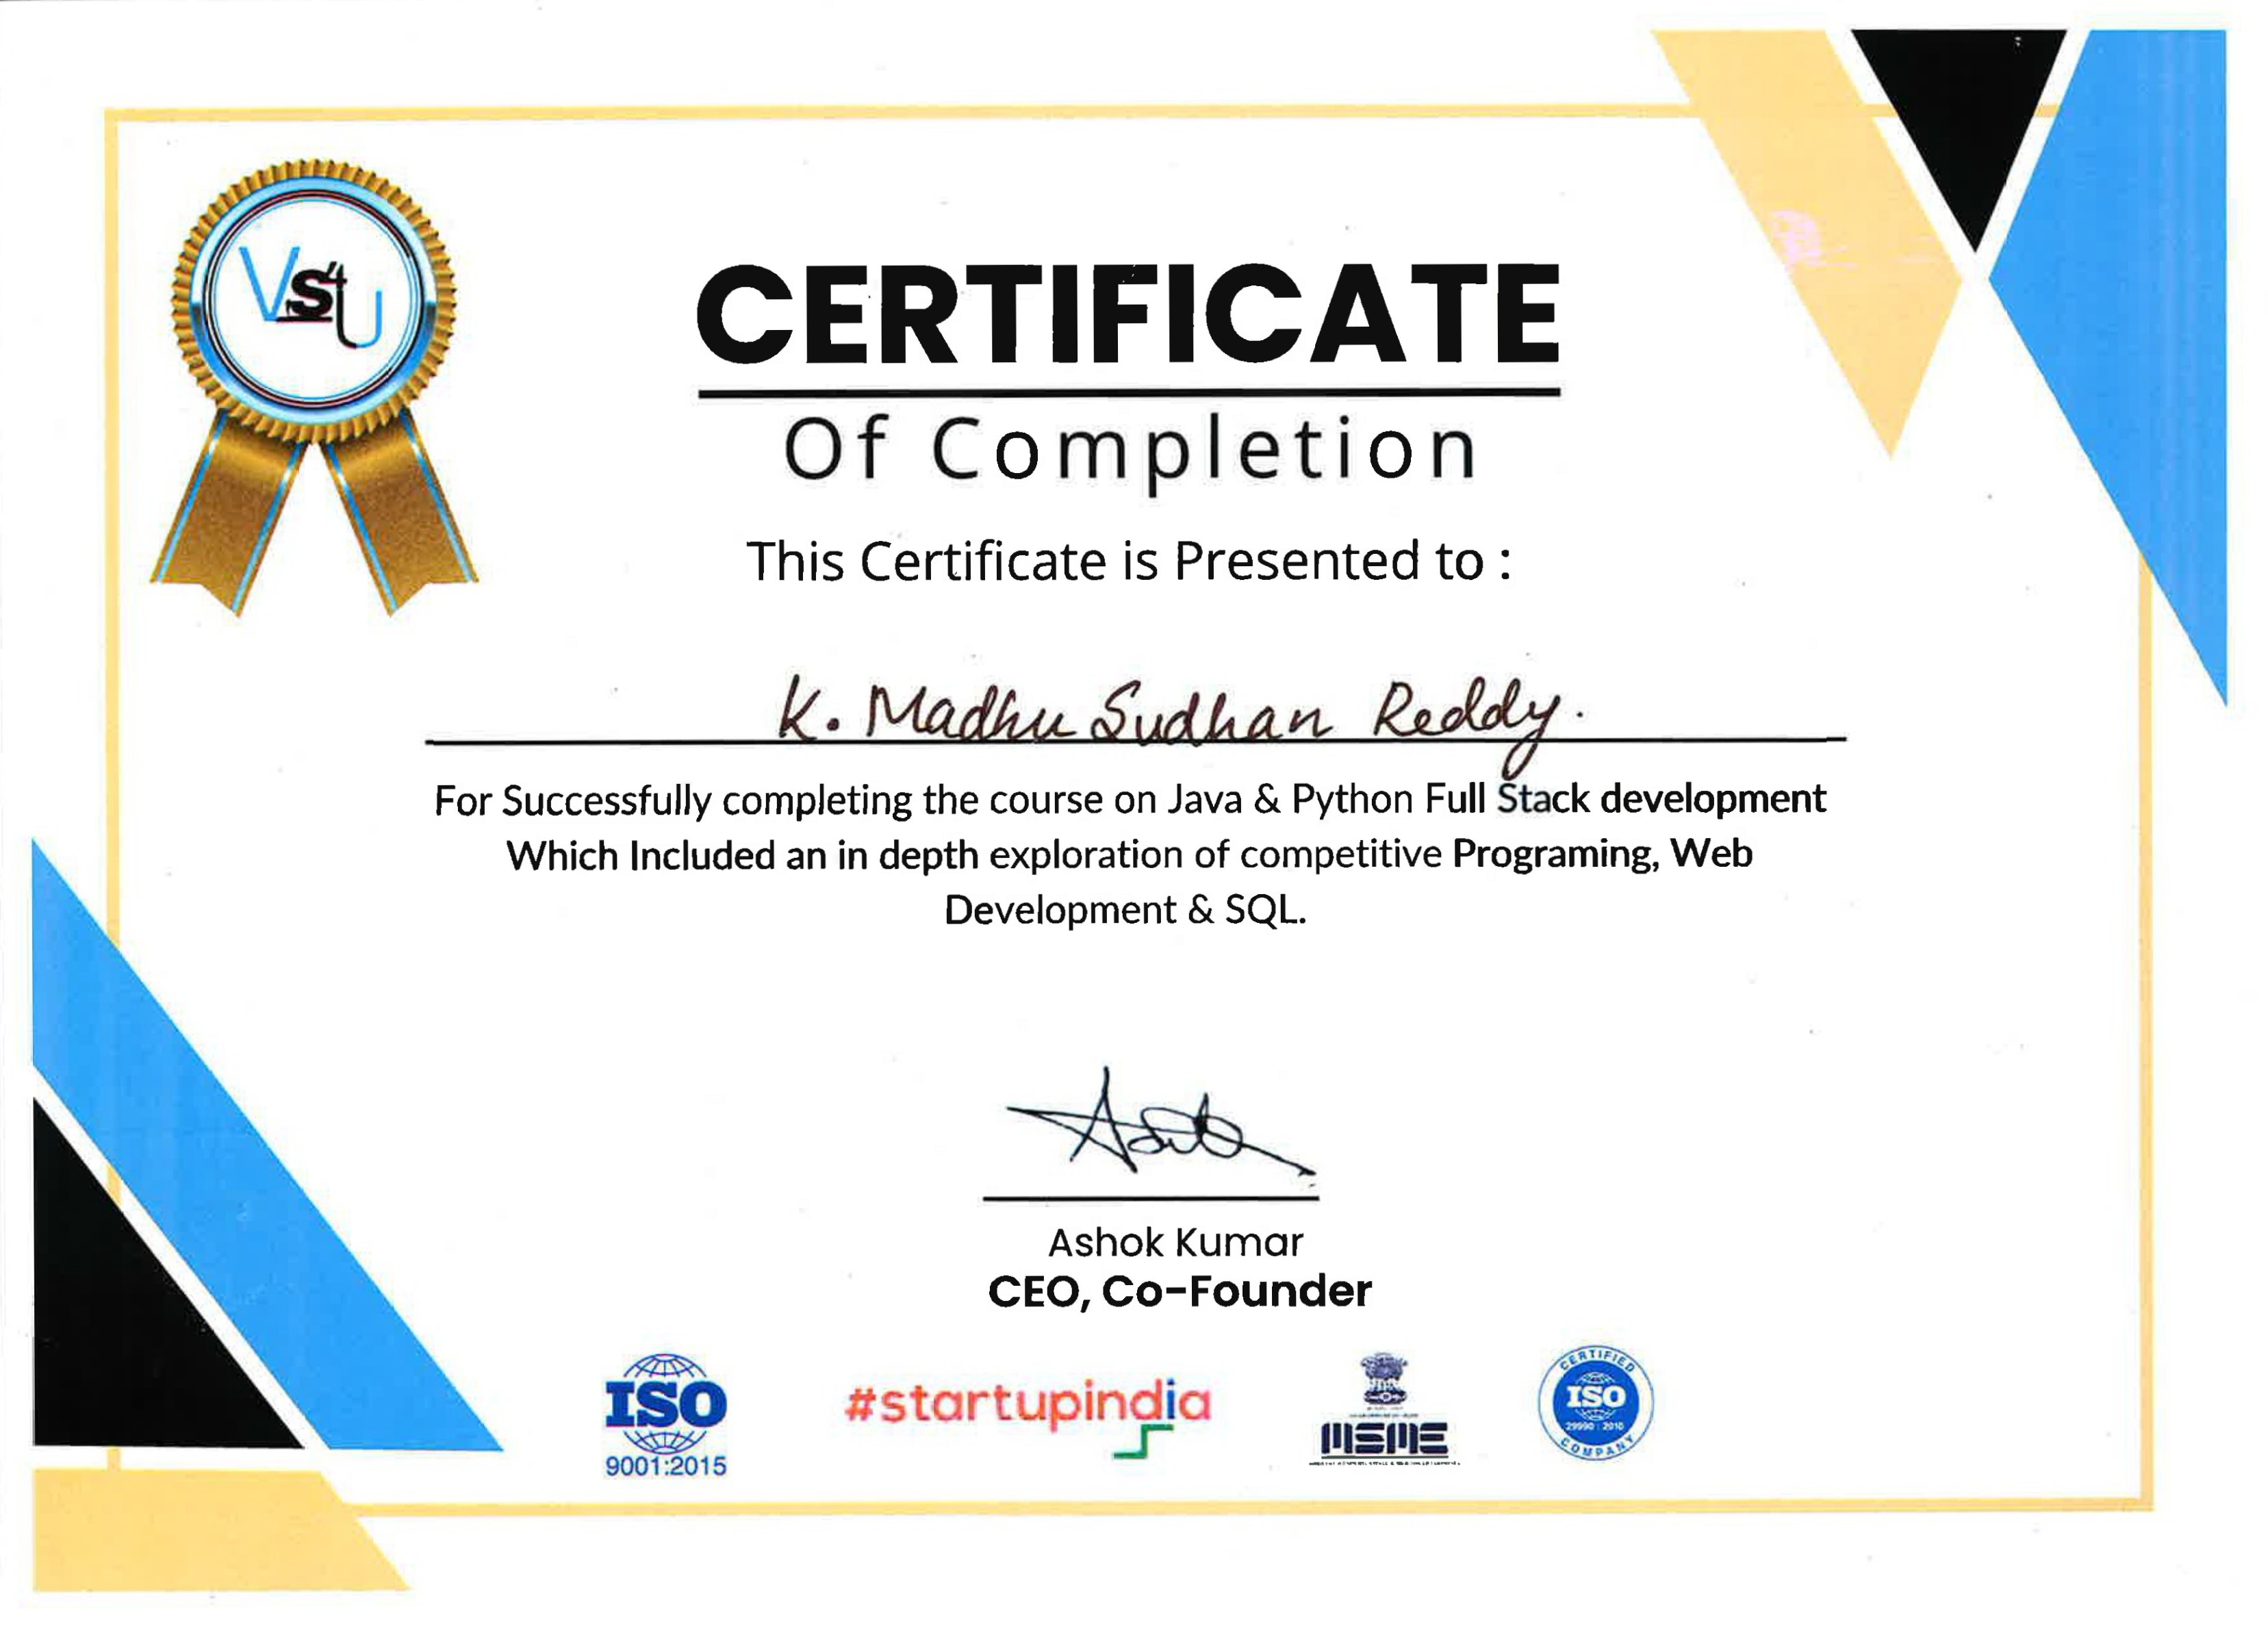 VS4U
CERTIFICATE
Of Completion
This Certificate is Presented to :
K. Madhu Sudhan Reddy.
For Successfully completing the course on Java & Python Full Stack development
Which Included an in depth exploration of competitive Programing, Web
Development & SQL.
Ashok Kumar
CEO, Co-Founder
ISO
9001:2015
#startupindia
MSME
CERTIFIED
ISO
29990 : 2010
COMPANY